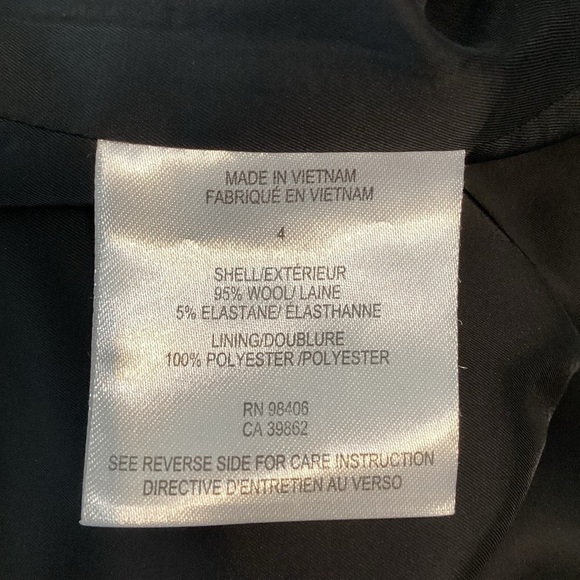 MADE IN VIETNAM
FABRIQUÉ EN VIETNAM
4
SHELL/EXTÉRIEUR
95% WOOL/ LAINE
5% ELASTANE/ ÉLASTHANNE
LINING/DOUBLURE
100% POLYESTER /POLYESTER
RN 98406
CA 39862
SEE REVERSE SIDE FOR CARE INSTRUCTION
DIRECTIVE D'ENTRETIEN AU VERSO